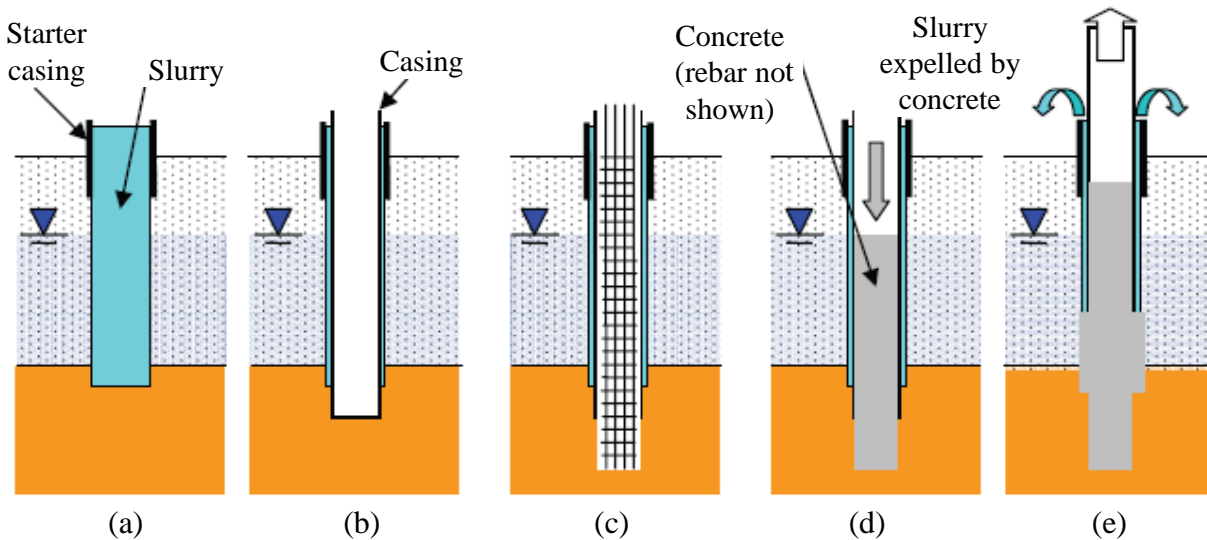 Starter
casing
Slurry
Casing
Concrete
(rebar not
shown)
Slurry
expelled by
concrete
(a)
(b)
(c)
(d)
(e)